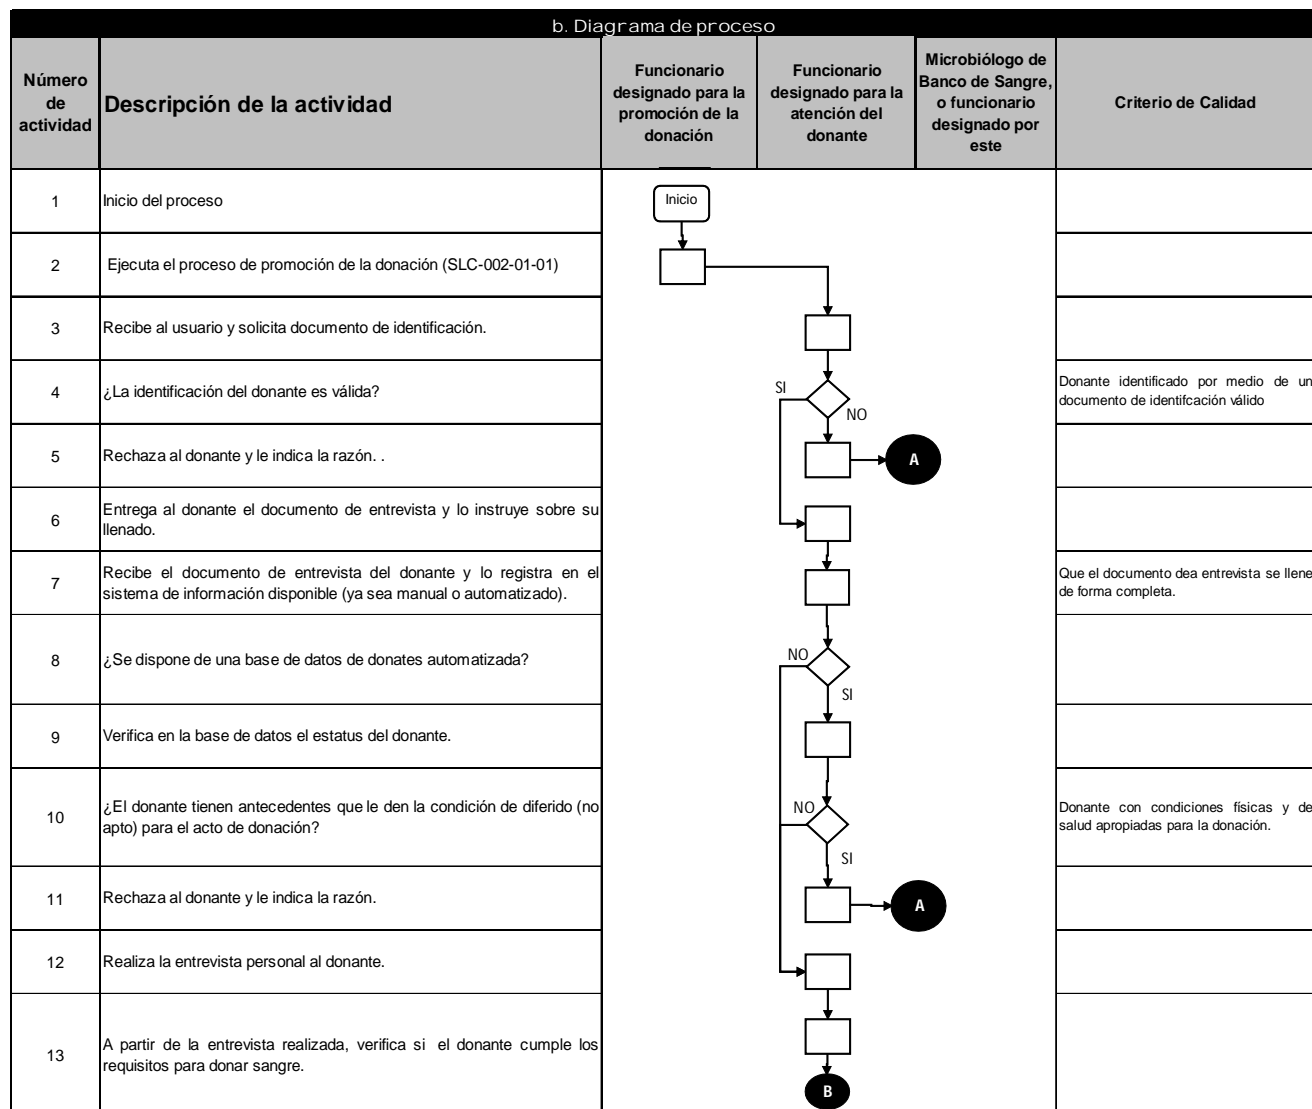 b. Diagrama de proceso
Número
de
actividad
Descripción de la actividad
Funcionario
designado para la
promoción de la
donación
Funcionario
designado para la
atención del
donante
Microbiólogo de
Banco de Sangre,
o funcionario
designado por
este
Criterio de Calidad
1
Inicio del proceso
Inicio
2
Ejecuta el proceso de promoción de la donación (SLC-002-01-01)
3
Recibe al usuario y solicita documento de identificación.
4
¿La identificación del donante es válida?
SI
NO
Donante identificado por medio de un
documento de identifcación válido
5
Rechaza al donante y le indica la razón. .
A
6
Entrega al donante el documento de entrevista y lo instruye sobre su
llenado.
7
Recibe el documento de entrevista del donante y lo registra en el
sistema de información disponible (ya sea manual o automatizado).
Que el documento dea entrevista se llene
de forma completa.
8
¿Se dispone de una base de datos de donates automatizada?
NO
SI
9
Verifica en la base de datos el estatus del donante.
10
¿El donante tienen antecedentes que le den la condición de diferido (no
apto) para el acto de donación?
NO
SI
Donante con condiciones físicas y de
salud apropiadas para la donación.
11
Rechaza al donante y le indica la razón.
A
12
Realiza la entrevista personal al donante.
13
A partir de la entrevista realizada, verifica si el donante cumple los
requisitos para donar sangre.
B